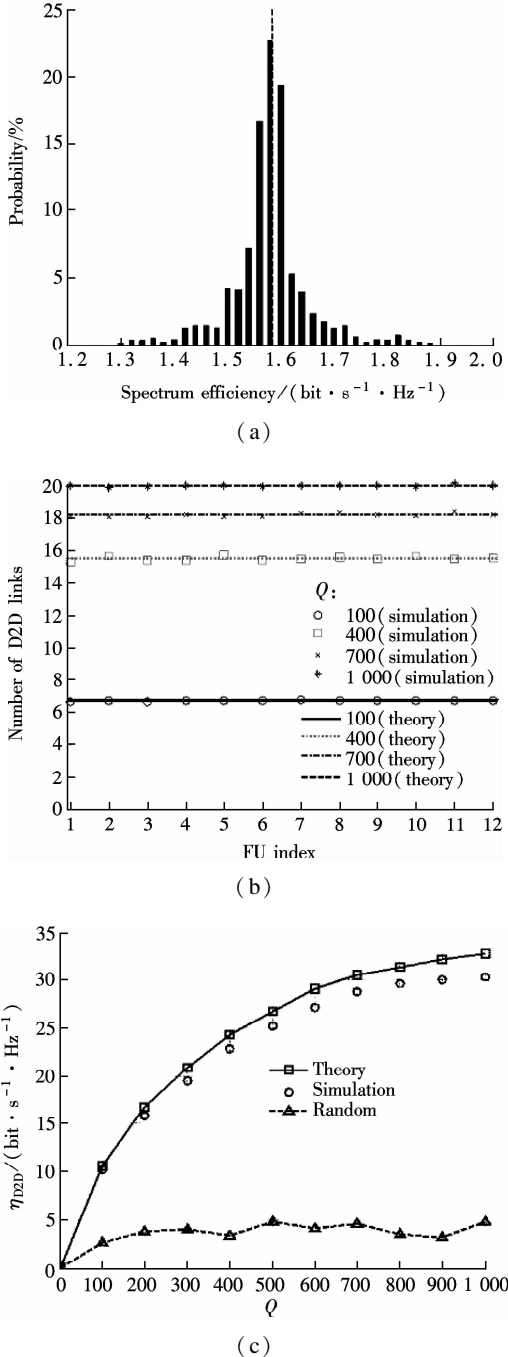 25
20
15
10
5
0
Probability/%
1.2 1.3 1.4 1.5 1.6 1.7 1.8 1.9 2.0
Spectrum efficiency/(bit · s⁻¹ · Hz⁻¹)
(a)
20
18
16
14
12
10
8
6
4
2
0
Number of D2D links
Q:
100(simulation)
400(simulation)
700(simulation)
1 000(simulation)
100(theory)
400(theory)
700(theory)
1 000(theory)
1 2 3 4 5 6 7 8 9 10 11 12
FU index
(b)
35
30
25
20
15
10
5
0
η_D2D/(bit · s⁻¹ · Hz⁻¹)
Theory
Simulation
Random
0 100 200 300 400 500 600 700 800 900 1 000
Q
(c)